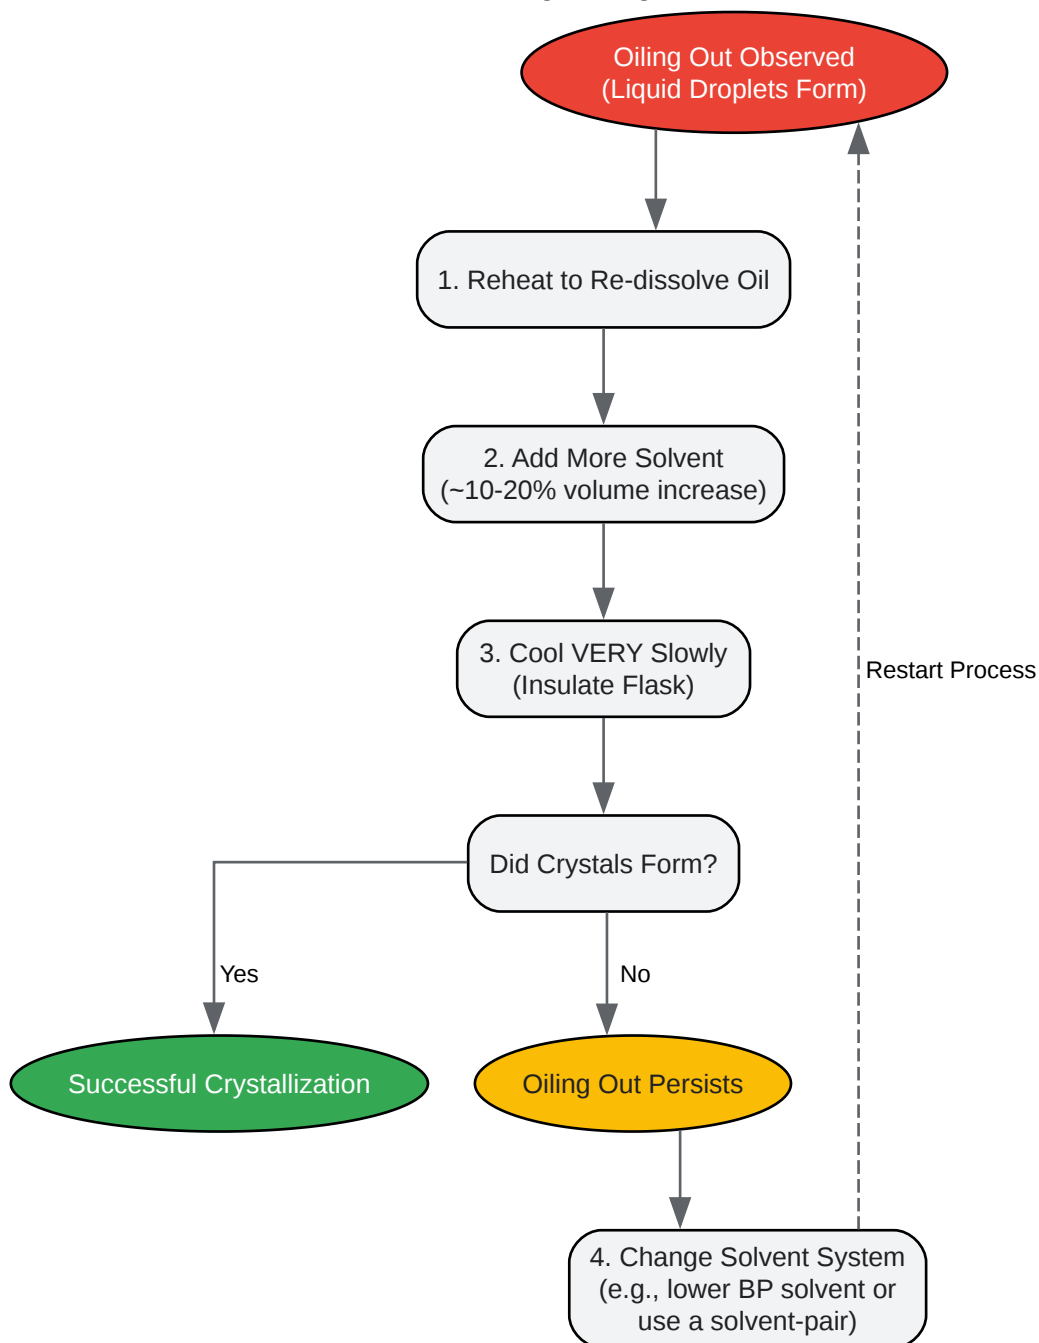 Oiling Out Observed
(Liquid Droplets Form)
1. Reheat to Re-dissolve Oil
2. Add More Solvent
(~10-20% volume increase)
3. Cool VERY Slowly
(Insulate Flask)
Restart Process
Did Crystals Form?
Yes
No
Successful Crystallization
Oiling Out Persists
4. Change Solvent System
(e.g., lower BP solvent or
use a solvent-pair)